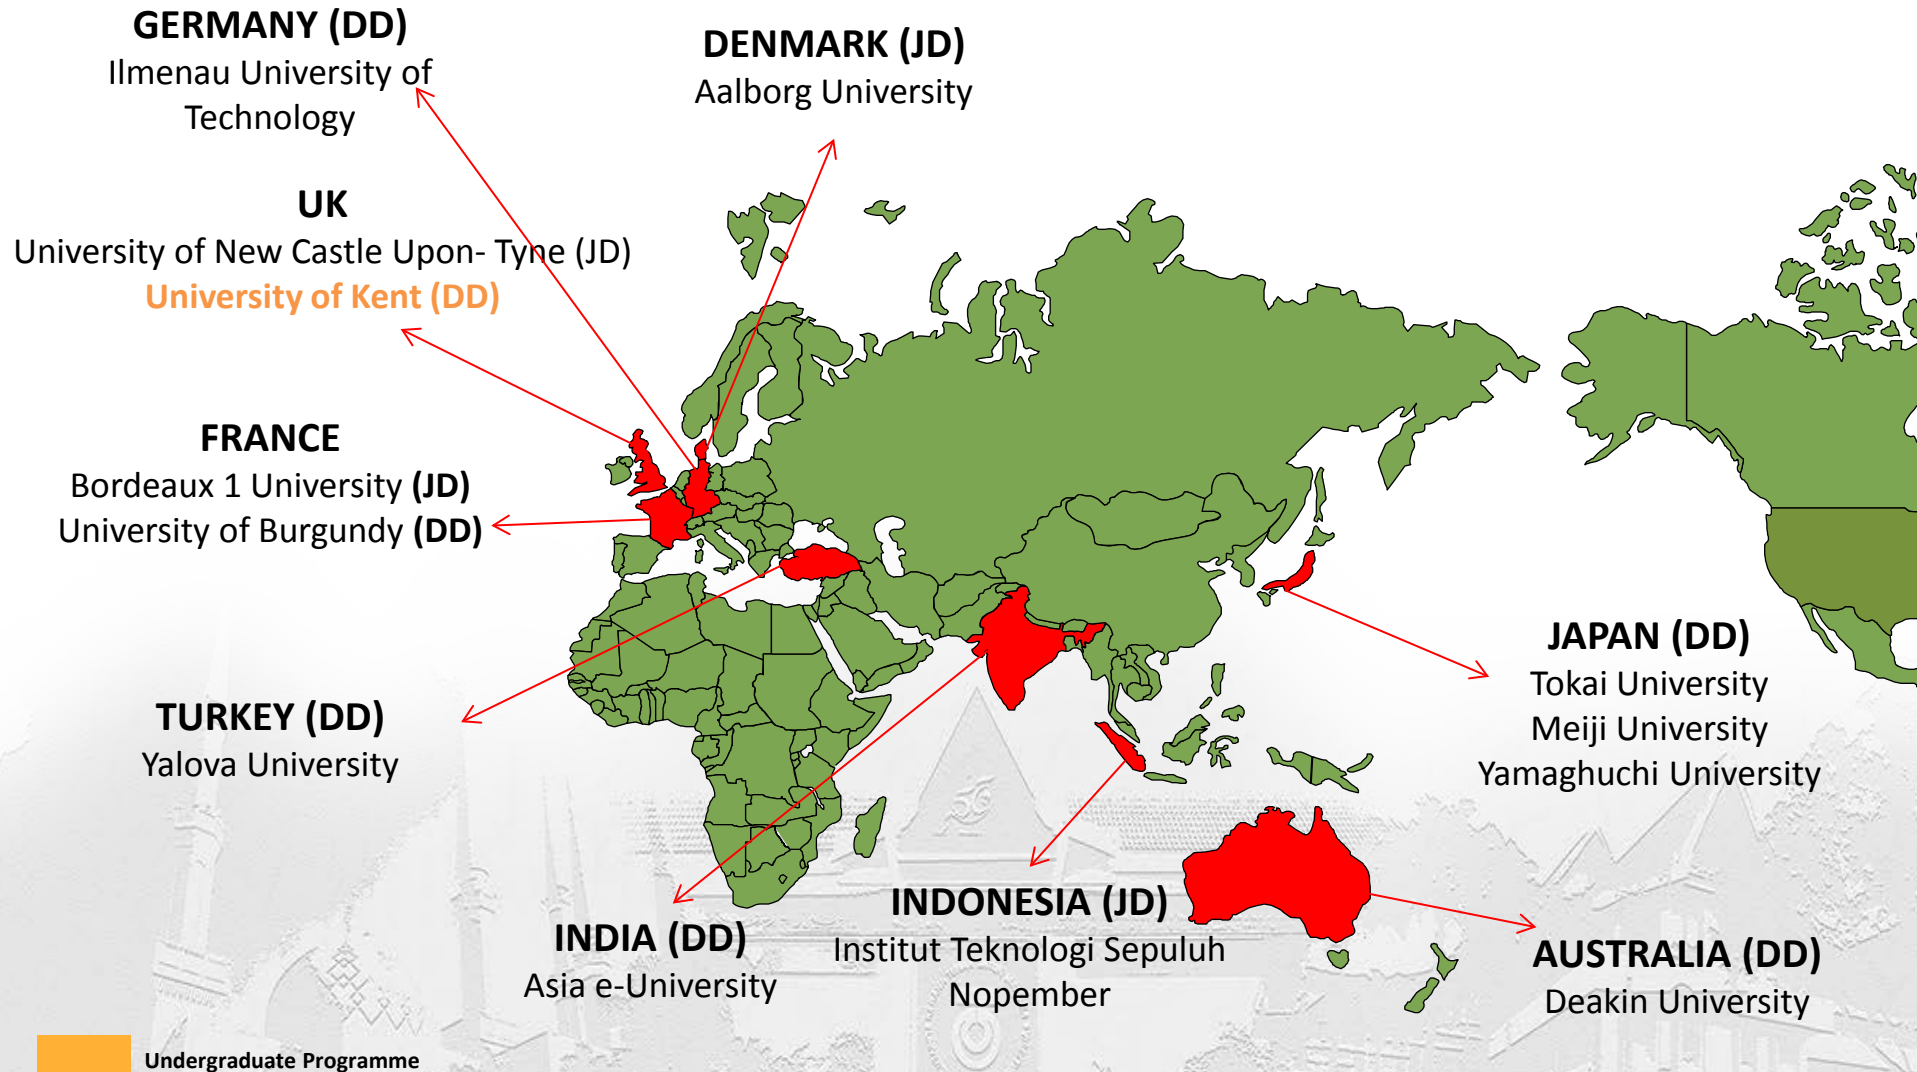 GERMANY (DD)
Ilmenau University of
Technology
DENMARK (JD)
Aalborg University
UK
University of New Castle Upon- Tyne (JD)
University of Kent (DD)
FRANCE
Bordeaux 1 University (JD)
University of Burgundy (DD)
TURKEY (DD)
Yalova University
JAPAN (DD)
Tokai University
Meiji University
Yamaghuchi University
INDIA (DD)
Asia e-University
INDONESIA (JD)
Institut Teknologi Sepuluh
Nopember
AUSTRALIA (DD)
Deakin University
Undergraduate Programme